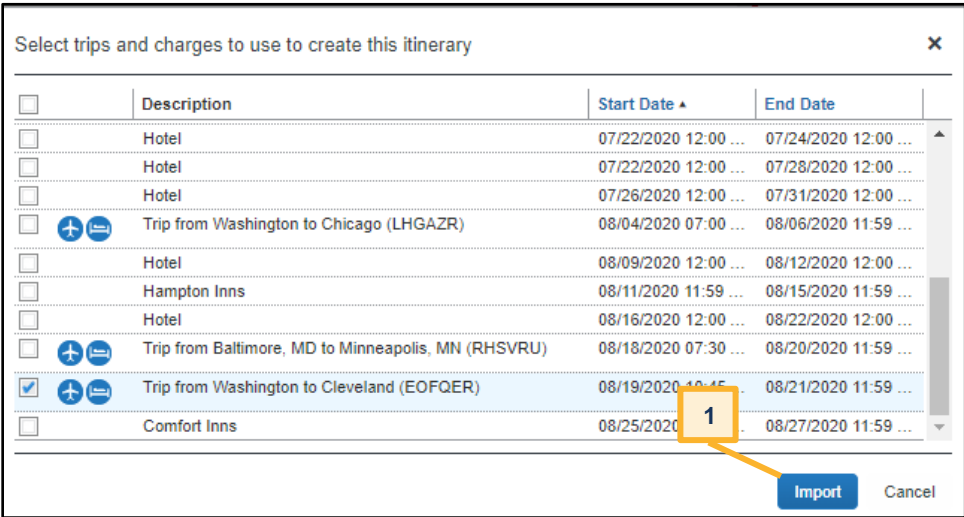 Select trips and charges to use to create this itinerary ×
Description Start Date ▲ End Date
Hotel 07/22/2020 12:00 ... 07/24/2020 12:00 ...
Hotel 07/22/2020 12:00 ... 07/28/2020 12:00 ...
Hotel 07/26/2020 12:00 ... 07/31/2020 12:00 ...
Trip from Washington to Chicago (LHGAZR) 08/04/2020 07:00 ... 08/06/2020 11:59 ...
Hotel 08/09/2020 12:00 ... 08/12/2020 12:00 ...
Hampton Inns 08/11/2020 11:59 ... 08/15/2020 11:59 ...
Hotel 08/16/2020 12:00 ... 08/22/2020 12:00 ...
Trip from Baltimore, MD to Minneapolis, MN (RHSVRU) 08/18/2020 07:30 ... 08/20/2020 11:59 ...
Trip from Washington to Cleveland (EOFQER) 08/19/2020 10:45 ... 08/21/2020 11:59 ...
Comfort Inns 08/25/2020 ... 08/27/2020 11:59 ...
1
Import Cancel